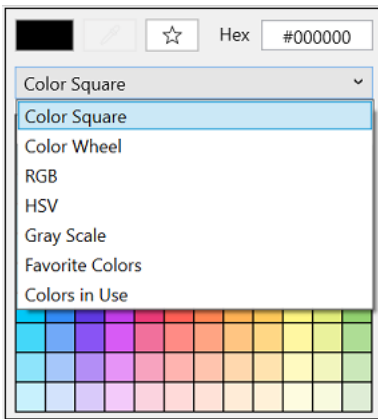 Hex #000000
Color Square
Color Square
Color Wheel
RGB
HSV
Gray Scale
Favorite Colors
Colors in Use